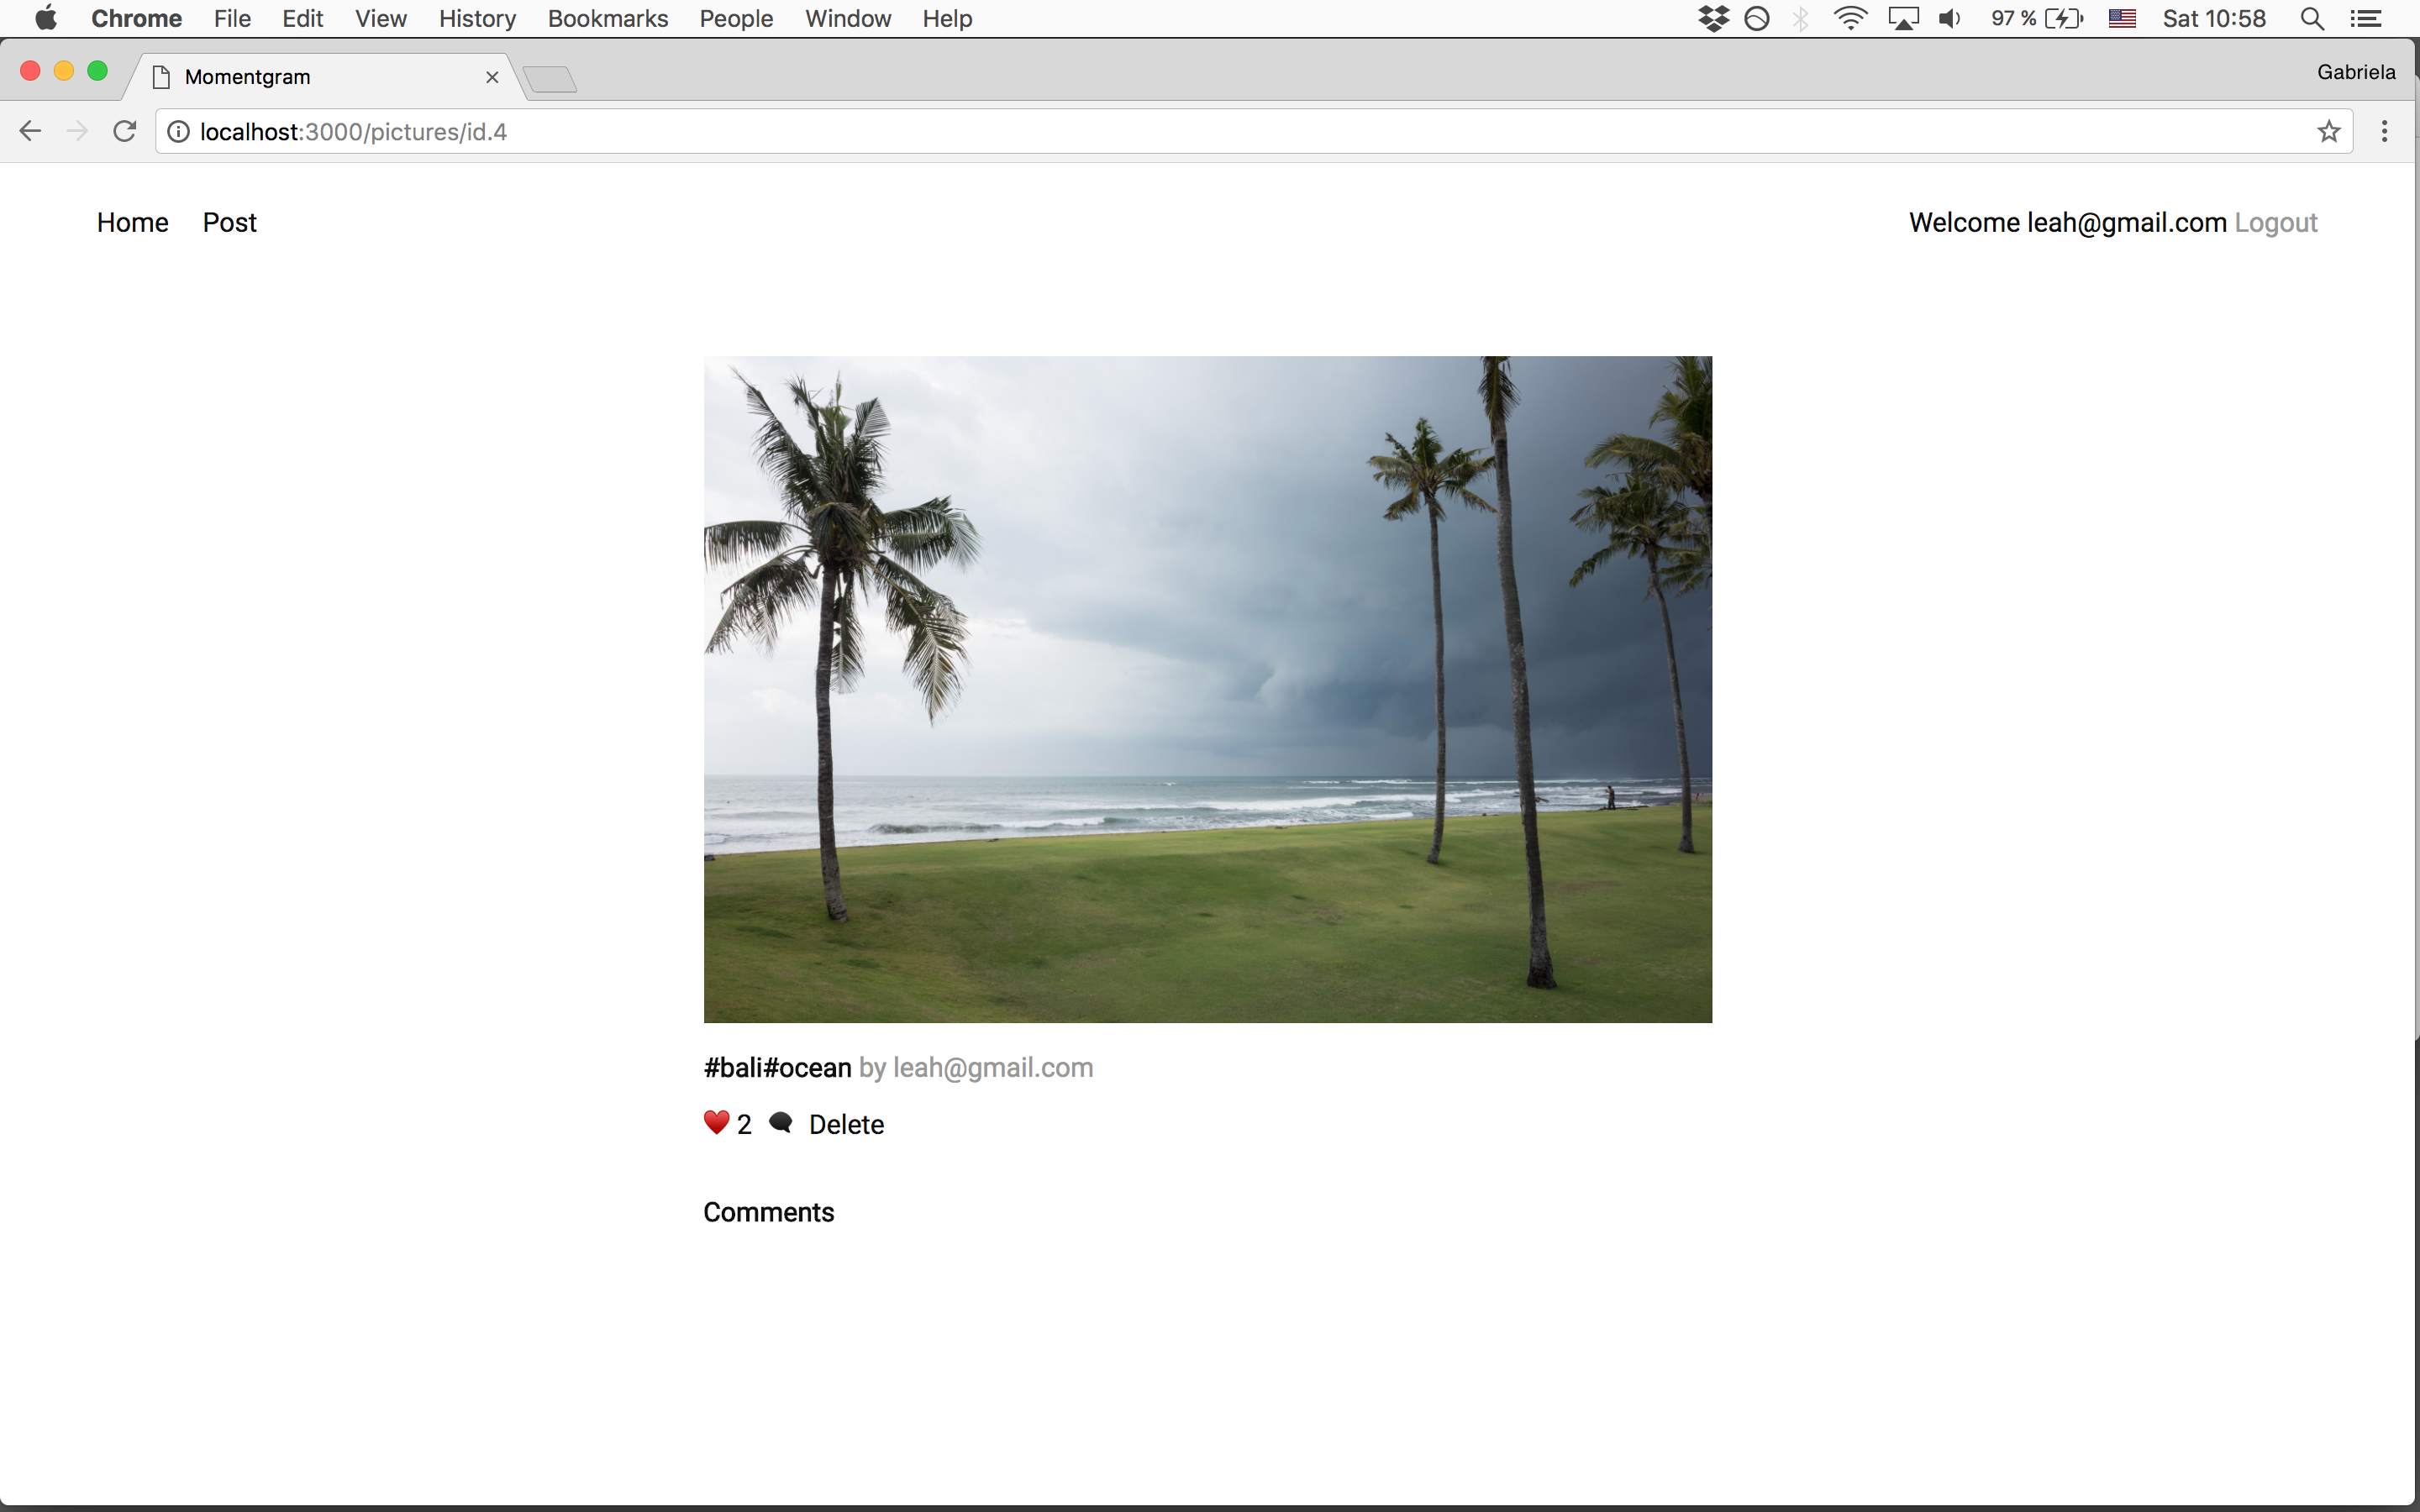 Chrome File Edit View History Bookmarks People Window Help 97 % Sat 10:58
Momentgram Gabriela
localhost:3000/pictures/id.4
Home Post Welcome leah@gmail.com Logout
#bali#ocean by leah@gmail.com
2 Delete
Comments